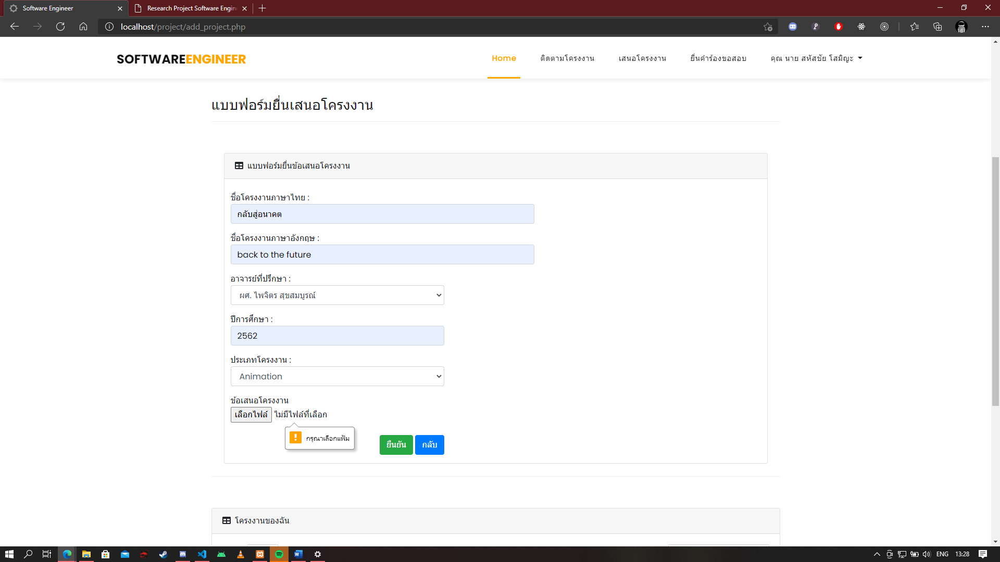 Software Engineer
Research Project Software Engin
localhost/project/add_project.php
SOFTWAREENGINEER
Home
ติดตามโครงงาน
เสนอโครงงาน
ยื่นคำร้องขอสอบ
คุณ นาย สหัสชัย โสมิญะ
แบบฟอร์มยื่นเสนอโครงงาน
แบบฟอร์มยื่นข้อเสนอโครงงาน
ชื่อโครงงานภาษาไทย :
กลับสู่อนาคต
ชื่อโครงงานภาษาอังกฤษ :
back to the future
อาจารย์ที่ปรึกษา :
ผศ. ไพจิตร สุขสมบูรณ์
ปีการศึกษา :
2562
ประเภทโครงงาน :
Animation
ข้อเสนอโครงงาน
เลือกไฟล์ ไม่มีไฟล์ที่เลือก
กรุณาเลือกแฟ้ม
ยืนยัน
กลับ
โครงงานของฉัน
ENG
13:28